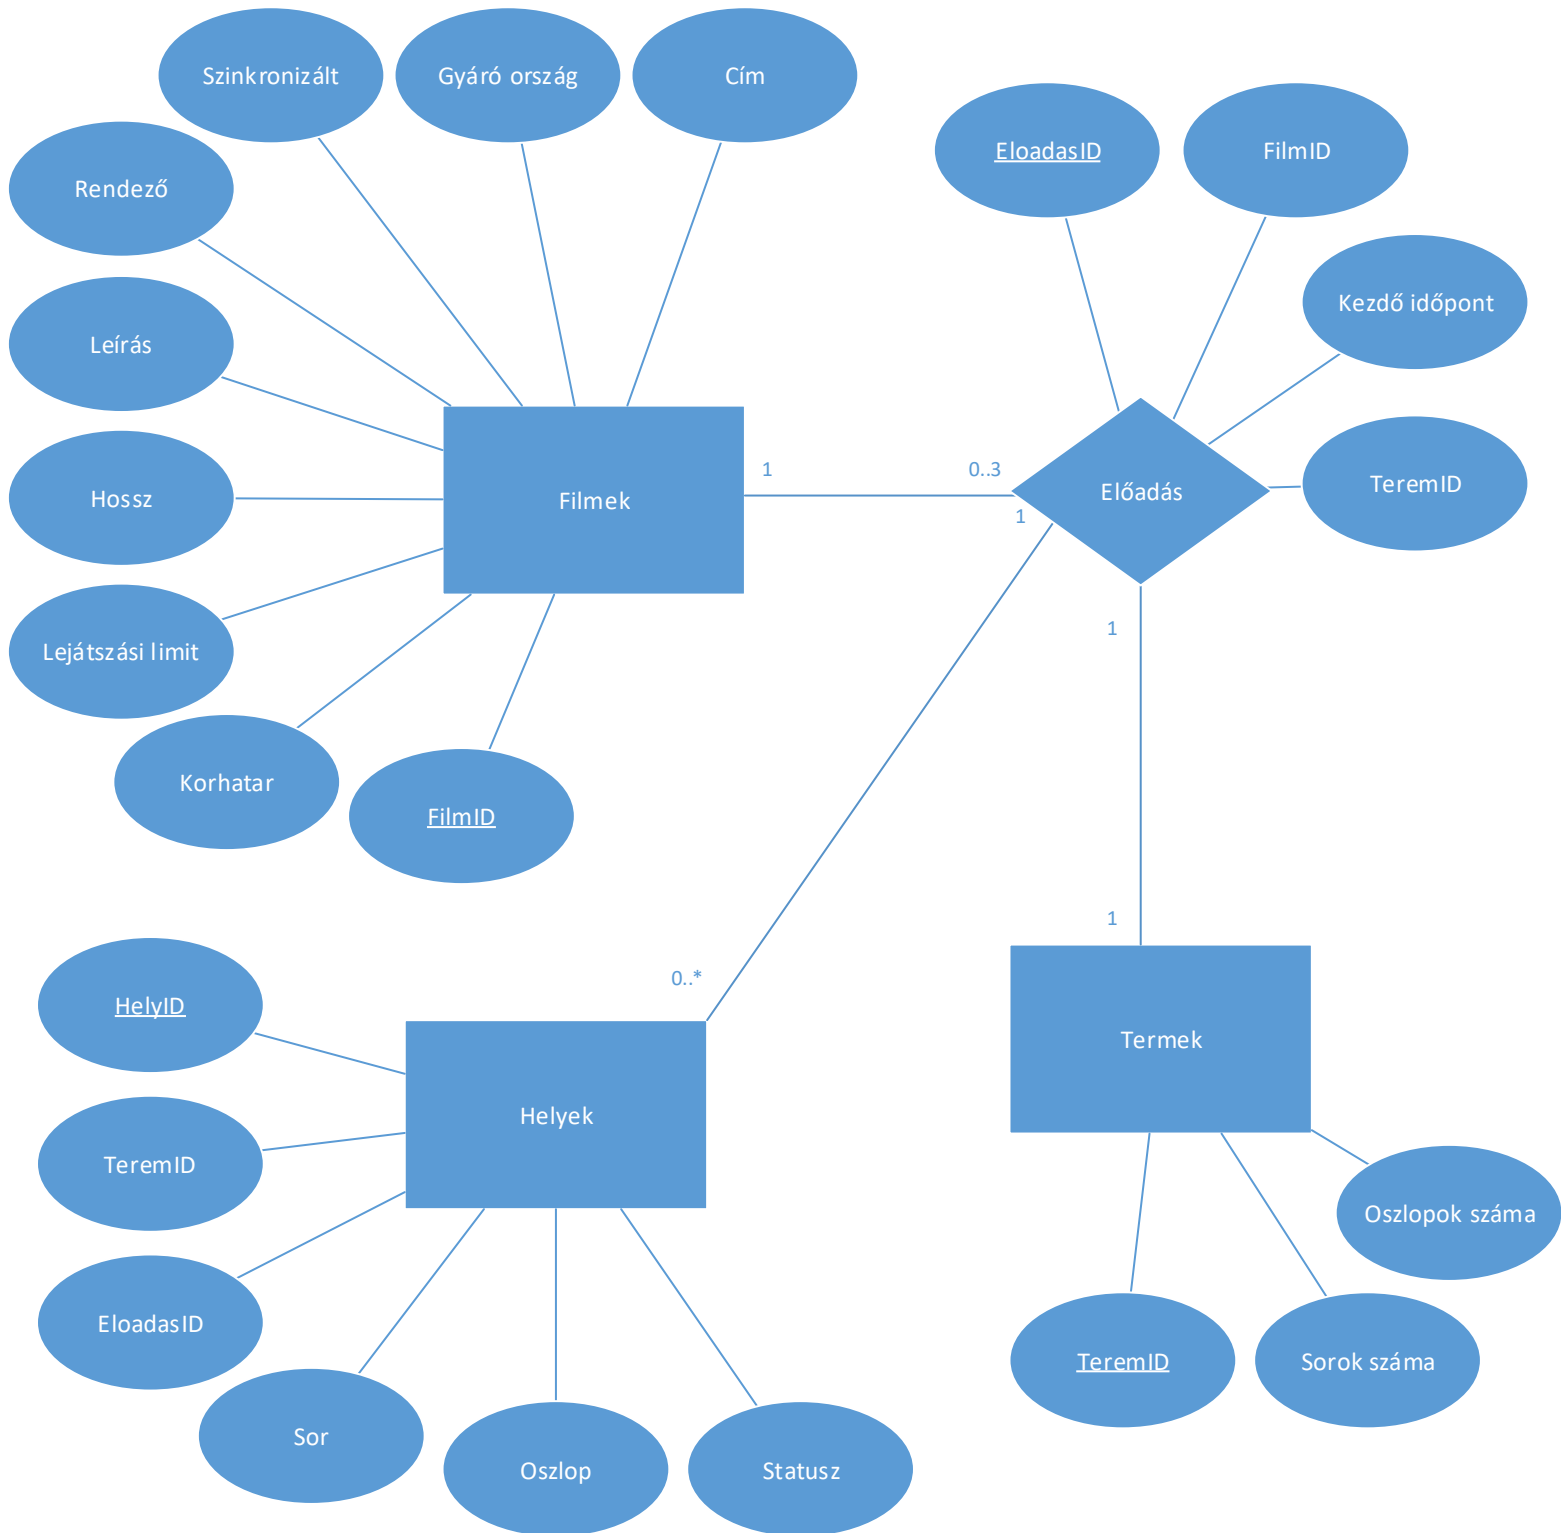 Szinkronizált
Gyáró ország
Cím
EloadasID
FilmID
Rendező
Kezdő időpont
Leírás
TeremID
Hossz
Filmek
1
0..3
Előadás
1
Lejátszási limit
1
Korhatar
FilmID
1
0..*
HelyID
Termek
Helyek
TeremID
Oszlopok száma
EloadasID
TeremID
Sorok száma
Sor
Oszlop
Statusz